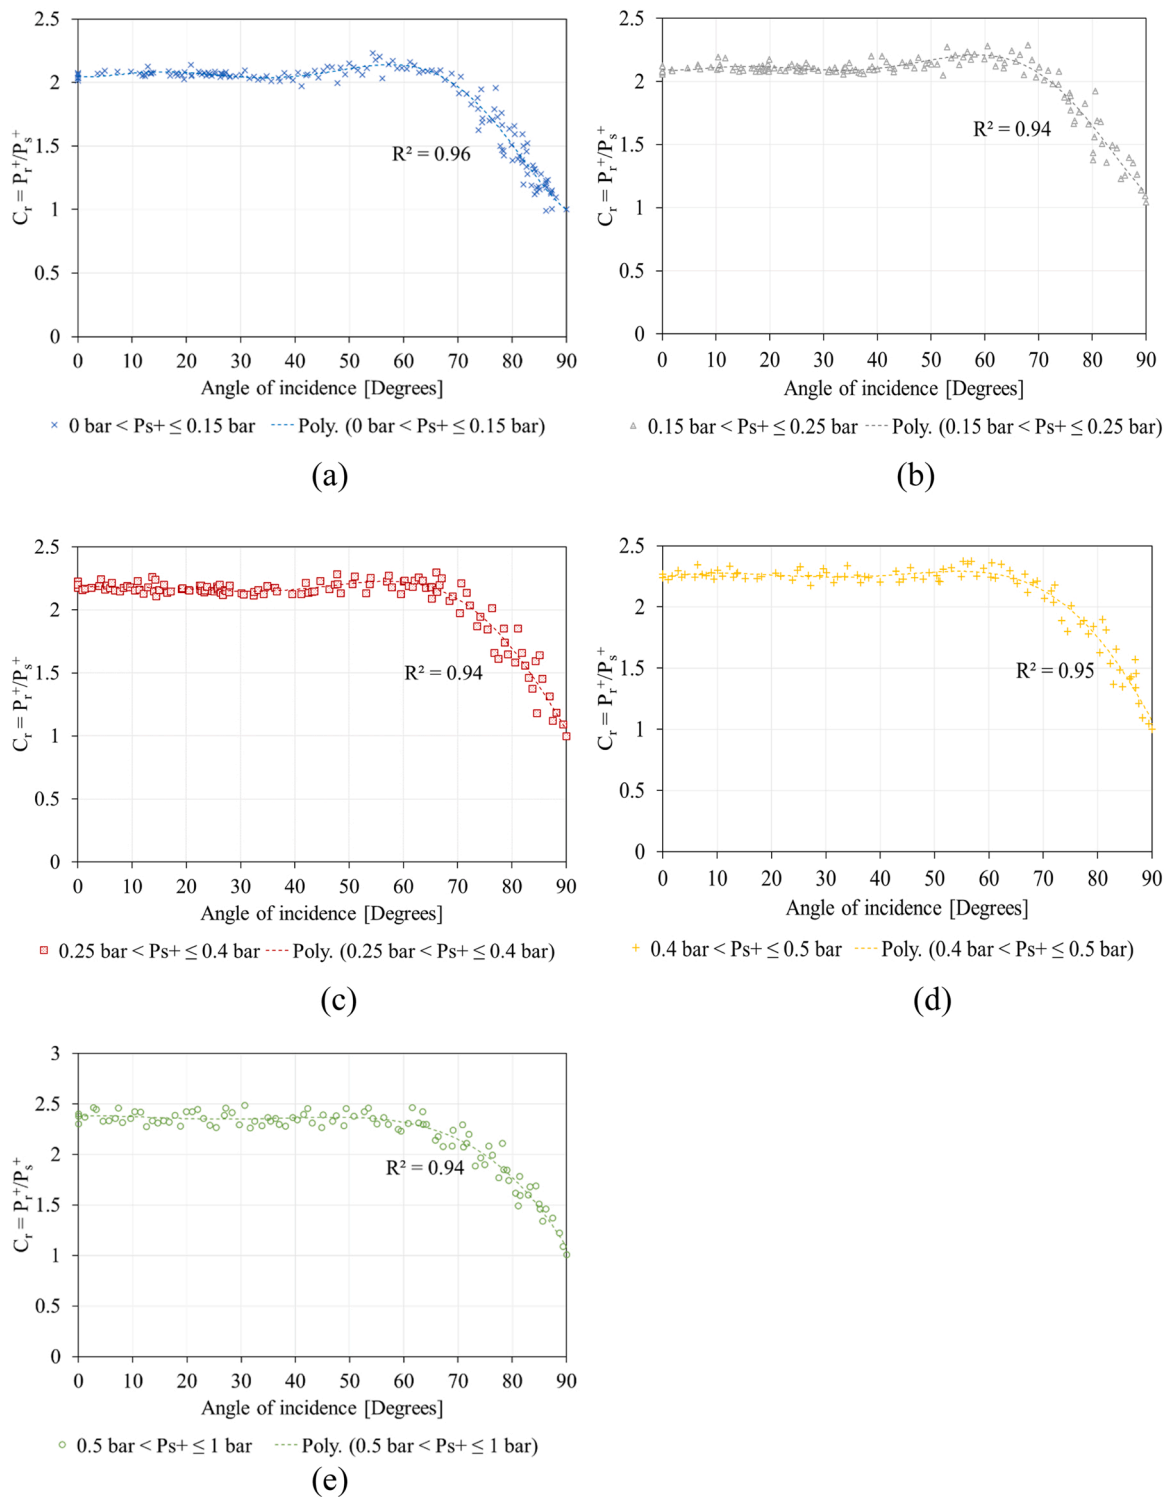 2.5
2
1.5
1
0.5
0
C_r = P_r^+/P_s^+
R² = 0.96
0 10 20 30 40 50 60 70 80 90
Angle of incidence [Degrees]
0 bar < Ps+ ≤ 0.15 bar Poly. (0 bar < Ps+ ≤ 0.15 bar)
(a)
2.5
2
1.5
1
0.5
0
C_r = P_r^+/P_s^+
R² = 0.94
0 10 20 30 40 50 60 70 80 90
Angle of incidence [Degrees]
0.15 bar < Ps+ ≤ 0.25 bar Poly. (0.15 bar < Ps+ ≤ 0.25 bar)
(b)
2.5
2
1.5
1
0.5
0
C_r = P_r^+/P_s^+
R² = 0.94
0 10 20 30 40 50 60 70 80 90
Angle of incidence [Degrees]
0.25 bar < Ps+ ≤ 0.4 bar Poly. (0.25 bar < Ps+ ≤ 0.4 bar)
(c)
2.5
2
1.5
1
0.5
0
C_r = P_r^+/P_s^+
R² = 0.95
0 10 20 30 40 50 60 70 80 90
Angle of incidence [Degrees]
0.4 bar < Ps+ ≤ 0.5 bar Poly. (0.4 bar < Ps+ ≤ 0.5 bar)
(d)
3
2.5
2
1.5
1
0.5
0
C_r = P_r^+/P_s^+
R² = 0.94
0 10 20 30 40 50 60 70 80 90
Angle of incidence [Degrees]
0.5 bar < Ps+ ≤ 1 bar Poly. (0.5 bar < Ps+ ≤ 1 bar)
(e)